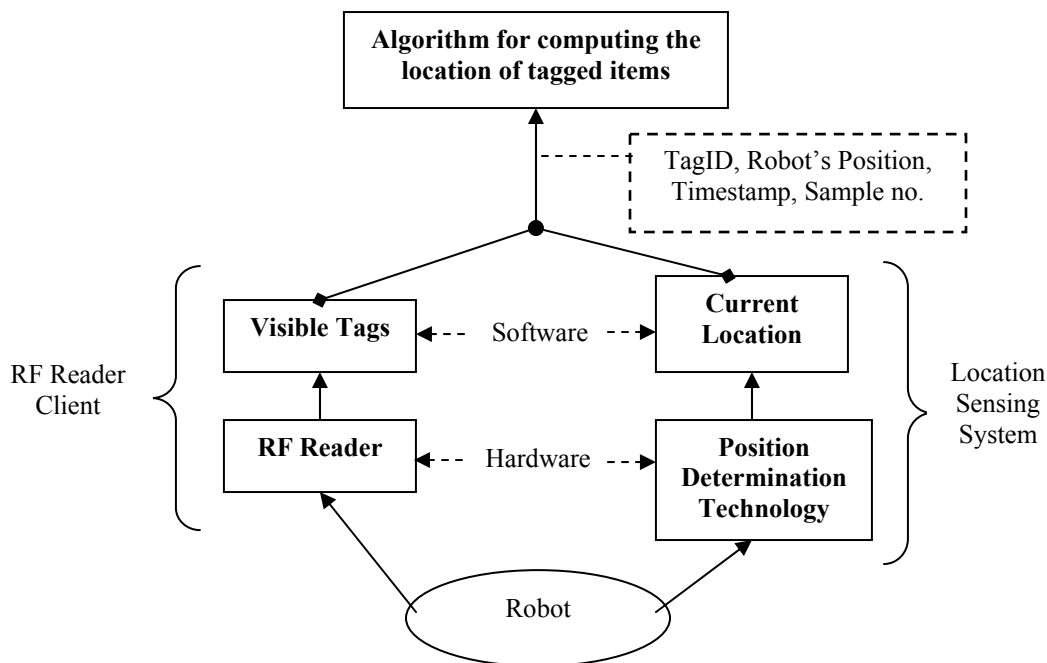 Algorithm for computing the
location of tagged items
TagID, Robot's Position,
Timestamp, Sample no.
RF Reader
Client
Visible Tags
Software
Current
Location
RF Reader
Hardware
Position
Determination
Technology
Location
Sensing
System
Robot